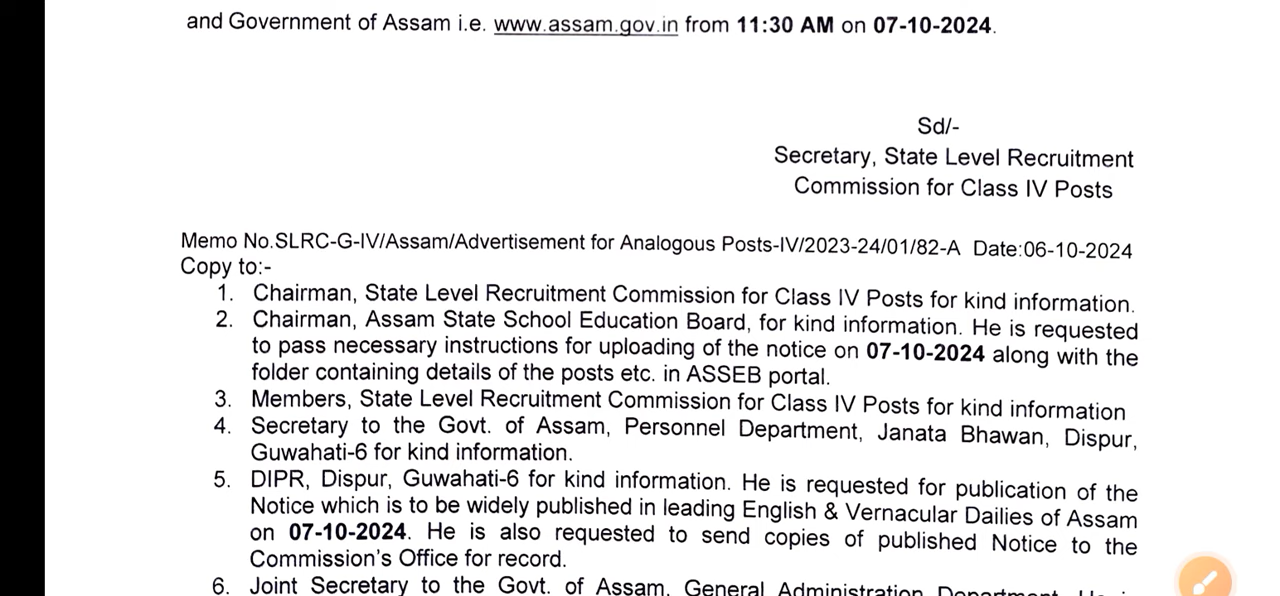 and Government of Assam i.e. www.assam.gov.in from 11:30 AM on 07-10-2024.
Sd/-
Secretary, State Level Recruitment
Commission for Class IV Posts
Memo No.SLRC-G-IV/Assam/Advertisement for Analogous Posts-IV/2023-24/01/82-A Date:06-10-2024
Copy to:-
1. Chairman, State Level Recruitment Commission for Class IV Posts for kind information.
2. Chairman, Assam State School Education Board, for kind information. He is requested
to pass necessary instructions for uploading of the notice on 07-10-2024 along with the
folder containing details of the posts etc. in ASSEB portal.
3. Members, State Level Recruitment Commission for Class IV Posts for kind information
4. Secretary to the Govt. of Assam, Personnel Department, Janata Bhawan, Dispur,
Guwahati-6 for kind information.
5. DIPR, Dispur, Guwahati-6 for kind information. He is requested for publication of the
Notice which is to be widely published in leading English & Vernacular Dailies of Assam
on 07-10-2024. He is also requested to send copies of published Notice to the
Commission's Office for record.
6. Joint Secretary to the Govt. of Assam, General Administration Department. He is